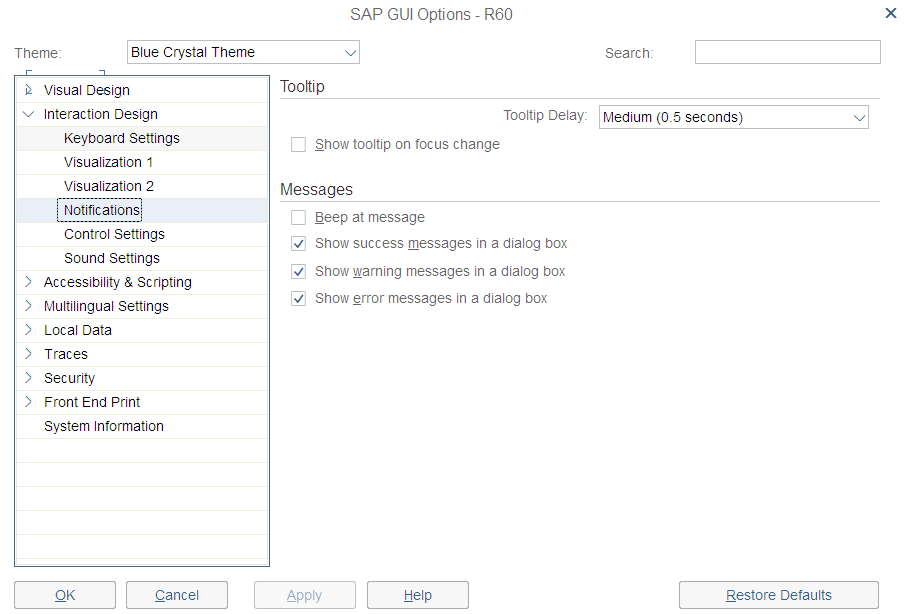 SAP GUI Options - R60
Theme: Blue Crystal Theme Search:
Visual Design
Interaction Design
Keyboard Settings
Visualization 1
Visualization 2
Notifications
Control Settings
Sound Settings
Accessibility & Scripting
Multilingual Settings
Local Data
Traces
Security
Front End Print
System Information
Tooltip
Tooltip Delay: Medium (0.5 seconds)
Show tooltip on focus change
Messages
Beep at message
Show success messages in a dialog box
Show warning messages in a dialog box
Show error messages in a dialog box
OK Cancel Apply Help Restore Defaults